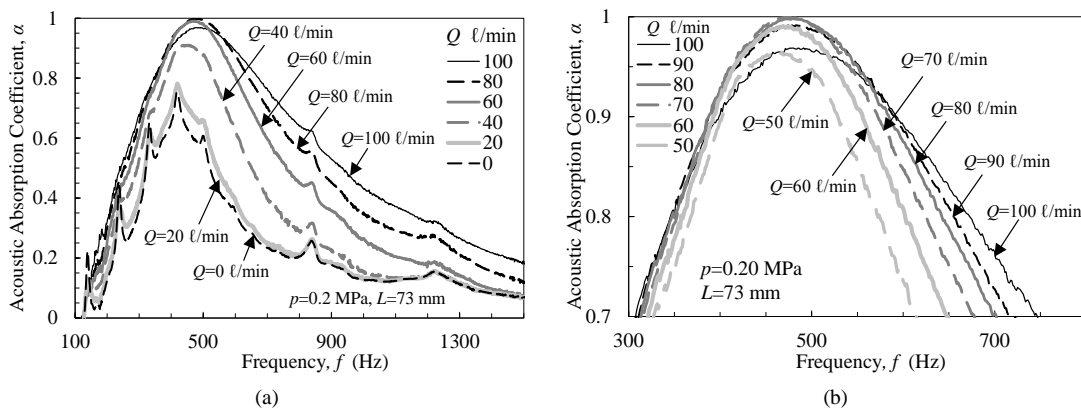 Acoustic Absorption Coefficient, α
1
0.8
0.6
0.4
0.2
0
100
500
900
1300
Frequency, f (Hz)
Q=40 ℓ/min
Q=60 ℓ/min
Q=80 ℓ/min
Q=100 ℓ/min
Q=20 ℓ/min
Q=0 ℓ/min
p=0.2 MPa, L=73 mm
Q ℓ/min
100
80
60
40
20
0
(a)
Acoustic Absorption Coefficient, α
1
0.9
0.8
0.7
300
500
700
Frequency, f (Hz)
Q ℓ/min
100
90
80
70
60
50
Q=70 ℓ/min
Q=80 ℓ/min
Q=50 ℓ/min
Q=90 ℓ/min
Q=60 ℓ/min
Q=100 ℓ/min
p=0.20 MPa
L=73 mm
(b)